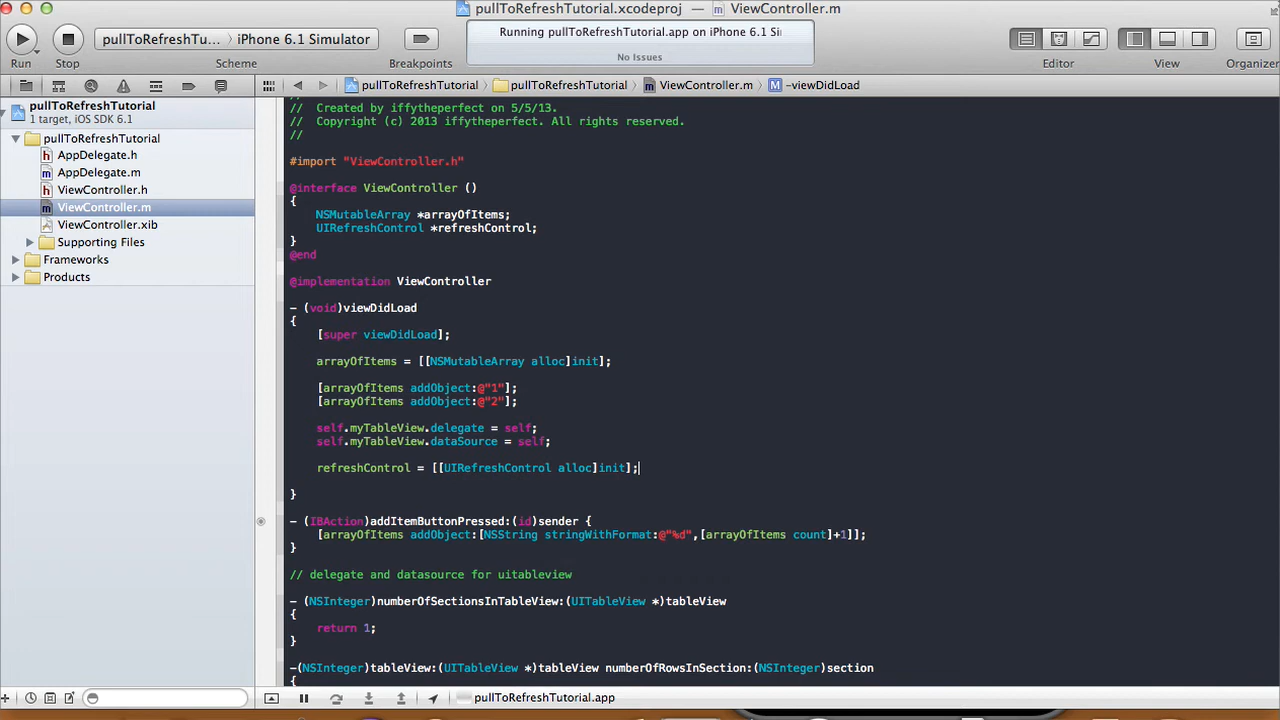 pullToRefreshTutorial.xcodeproj — ViewController.m
pullToRefreshTu... iPhone 6.1 Simulator
Running pullToRefreshTutorial.app on iPhone 6.1 Si
No Issues
Run Stop Scheme Breakpoints Editor View Organizer
pullToRefreshTutorial pullToRefreshTutorial ViewController.m M -viewDidLoad
pullToRefreshTutorial
1 target, iOS SDK 6.1
pullToRefreshTutorial
h AppDelegate.h
m AppDelegate.m
h ViewController.h
m ViewController.m
ViewController.xib
Supporting Files
Frameworks
Products
//
// Created by iffytheperfect on 5/5/13.
// Copyright (c) 2013 iffytheperfect. All rights reserved.
//
#import "ViewController.h"
@interface ViewController ()
{
NSMutableArray *arrayOfItems;
UIRefreshControl *refreshControl;
}
@end
@implementation ViewController
- (void)viewDidLoad
{
[super viewDidLoad];
arrayOfItems = [[NSMutableArray alloc]init];
[arrayOfItems addObject:@"1"];
[arrayOfItems addObject:@"2"];
self.myTableView.delegate = self;
self.myTableView.dataSource = self;
refreshControl = [[UIRefreshControl alloc]init];
}
- (IBAction)addItemButtonPressed:(id)sender {
[arrayOfItems addObject:[NSString stringWithFormat:@"%d",[arrayOfItems count]+1]];
}
// delegate and datasource for uitableview
- (NSInteger)numberOfSectionsInTableView:(UITableView *)tableView
{
return 1;
}
-(NSInteger)tableView:(UITableView *)tableView numberOfRowsInSection:(NSInteger)section
{
pullToRefreshTutorial.app